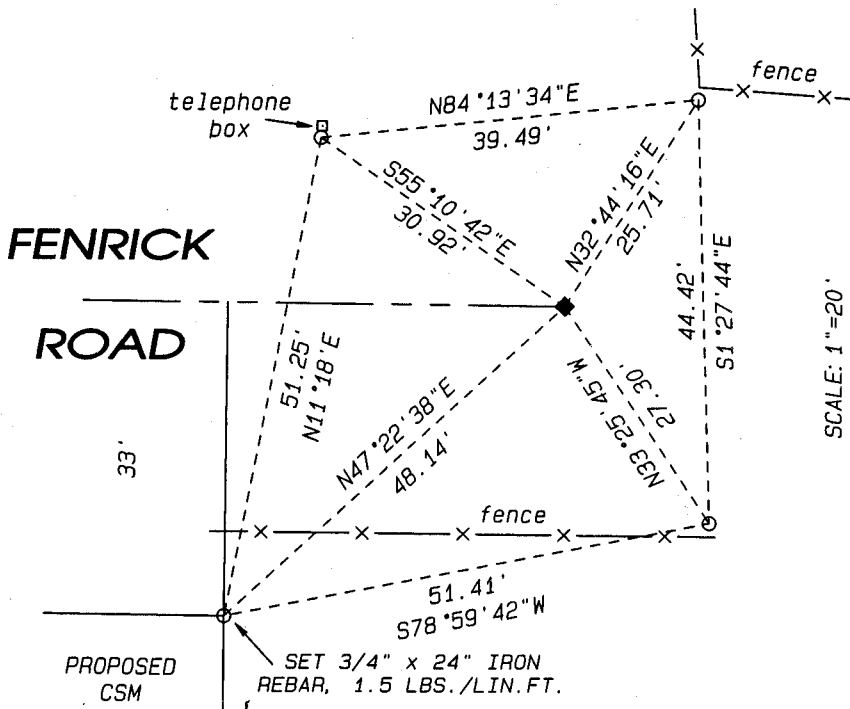 fence
telephone
box
N84°13'34"E
39.49'
S55°10'42"E
30.92'
N32°44'16"E
25.71'
FENRICK
ROAD
44.42'
S1°27'44"E
SCALE: 1"=20'
51.25'
N11°18'E
N33°25'45"W
27.30'
N47°22'38"E
48.14'
33'
fence
51.41'
S78°59'42"W
PROPOSED
CSM
SET 3/4" x 24" IRON
REBAR, 1.5 LBS./LIN.FT.